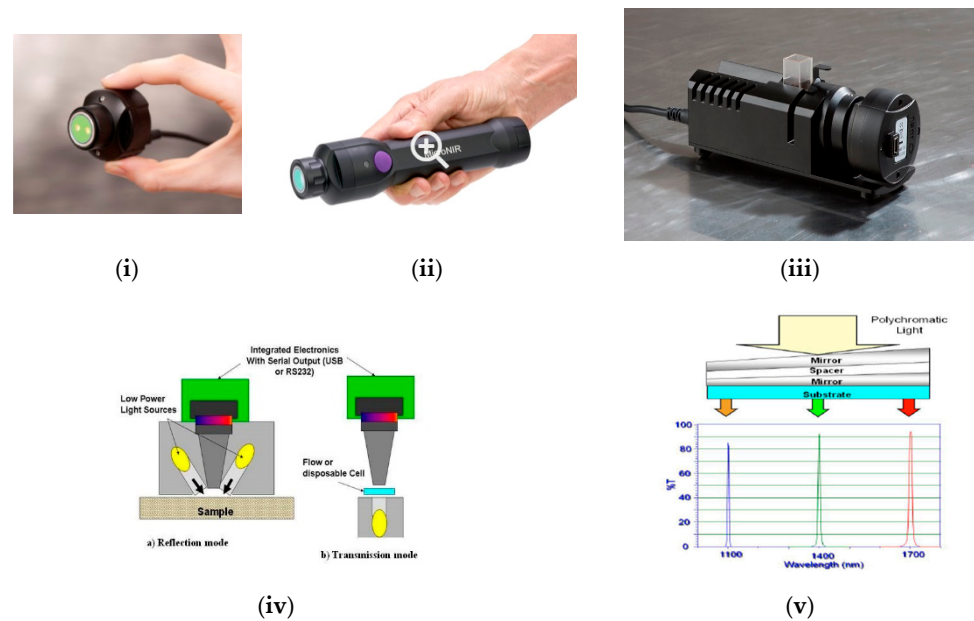 MicroNIR
(i)
(ii)
(iii)
Integrated Electronics
With Serial Output (USB
or RS232)
Low Power
Light Sources
Flow or
disposable Cell
Sample
a) Reflection mode
b) Transmission mode
(iv)
Polychromatic
Light
Mirror
Spacer
Mirror
Substrate
%T
100
80
60
40
20
0
1100
1400
1700
Wavelength (nm)
(v)